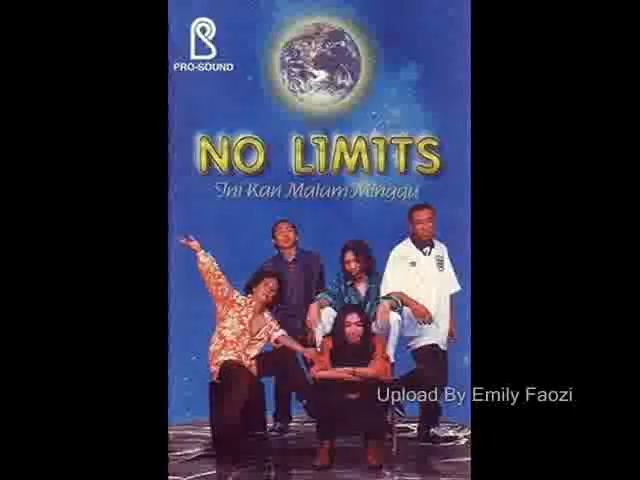 PRO-SOUND
NO LIMITS
Ini Kan Malam Minggu
Upload By Emily Faozi